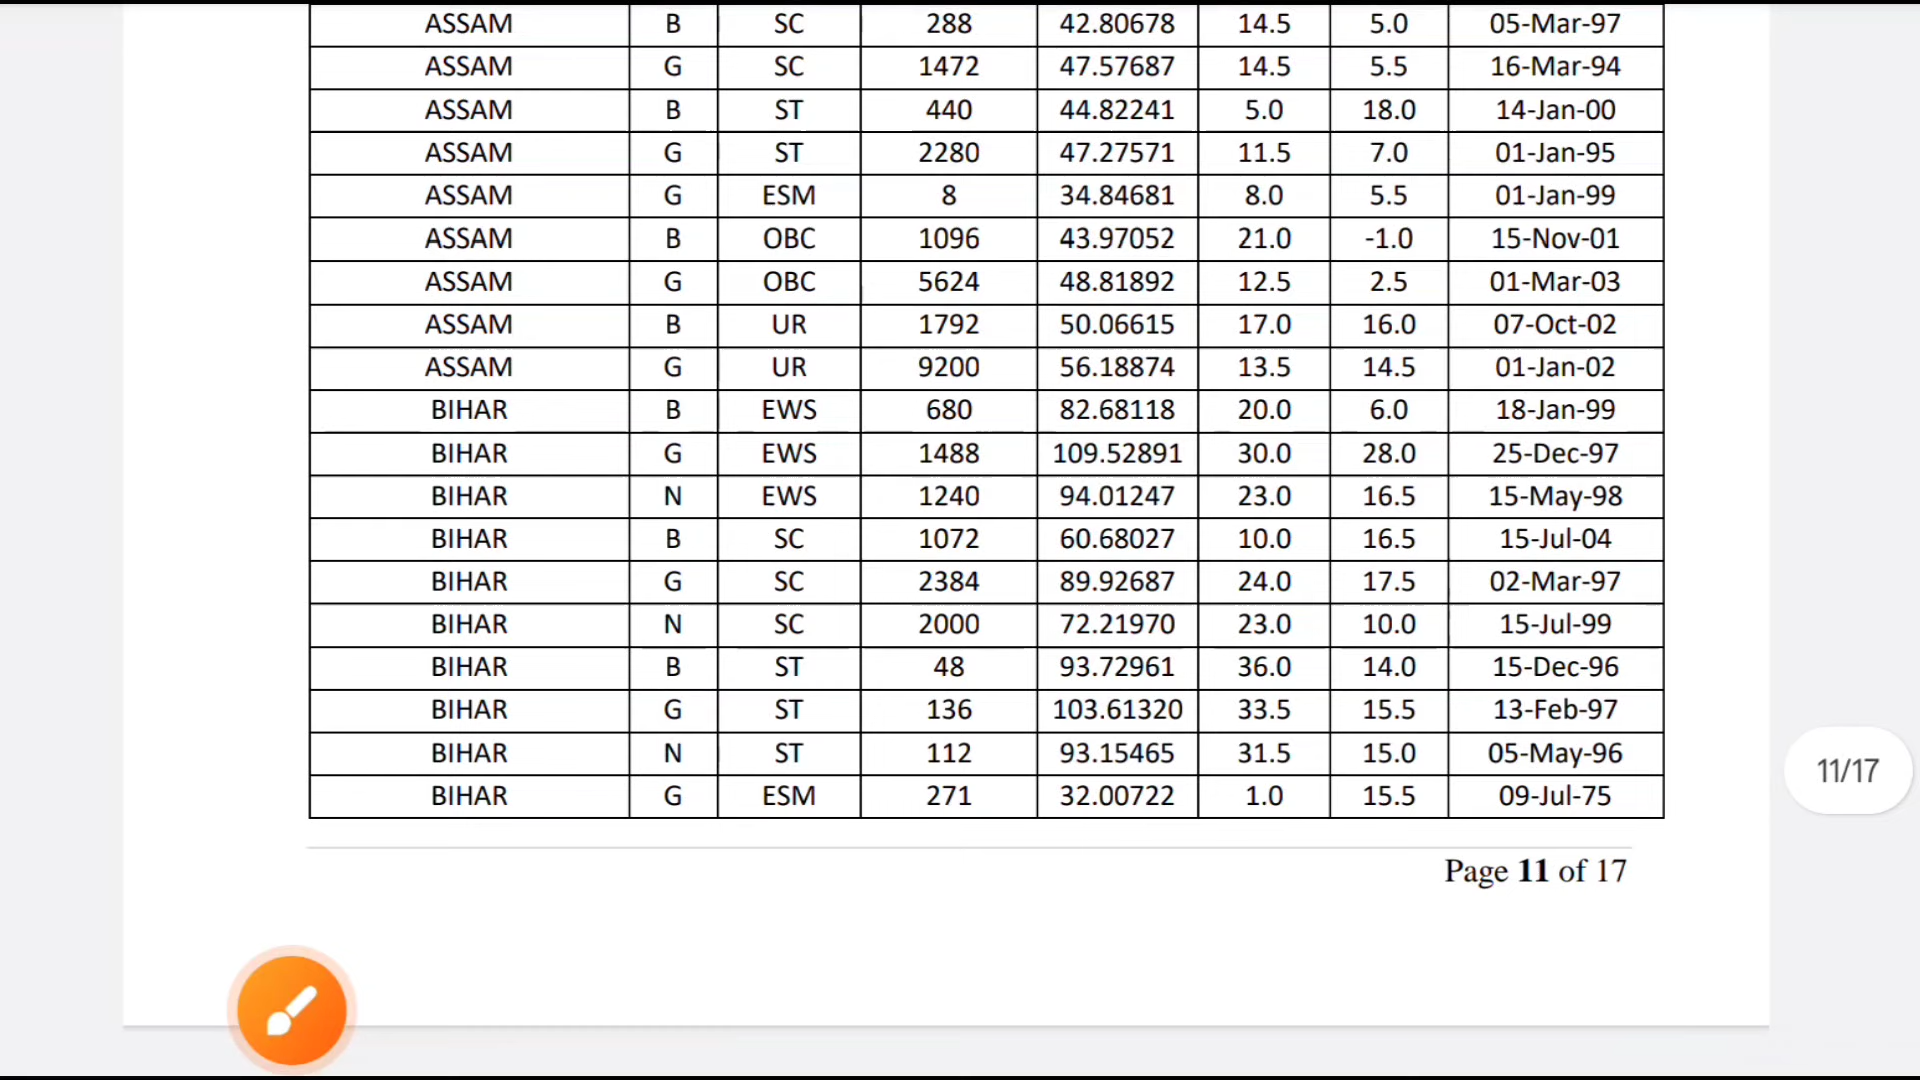 ASSAM B SC 288 42.80678 14.5 5.0 05-Mar-97
ASSAM G SC 1472 47.57687 14.5 5.5 16-Mar-94
ASSAM B ST 440 44.82241 5.0 18.0 14-Jan-00
ASSAM G ST 2280 47.27571 11.5 7.0 01-Jan-95
ASSAM G ESM 8 34.84681 8.0 5.5 01-Jan-99
ASSAM B OBC 1096 43.97052 21.0 -1.0 15-Nov-01
ASSAM G OBC 5624 48.81892 12.5 2.5 01-Mar-03
ASSAM B UR 1792 50.06615 17.0 16.0 07-Oct-02
ASSAM G UR 9200 56.18874 13.5 14.5 01-Jan-02
BIHAR B EWS 680 82.68118 20.0 6.0 18-Jan-99
BIHAR G EWS 1488 109.52891 30.0 28.0 25-Dec-97
BIHAR N EWS 1240 94.01247 23.0 16.5 15-May-98
BIHAR B SC 1072 60.68027 10.0 16.5 15-Jul-04
BIHAR G SC 2384 89.92687 24.0 17.5 02-Mar-97
BIHAR N SC 2000 72.21970 23.0 10.0 15-Jul-99
BIHAR B ST 48 93.72961 36.0 14.0 15-Dec-96
BIHAR G ST 136 103.61320 33.5 15.5 13-Feb-97
BIHAR N ST 112 93.15465 31.5 15.0 05-May-96
BIHAR G ESM 271 32.00722 1.0 15.5 09-Jul-75
11/17
Page 11 of 17